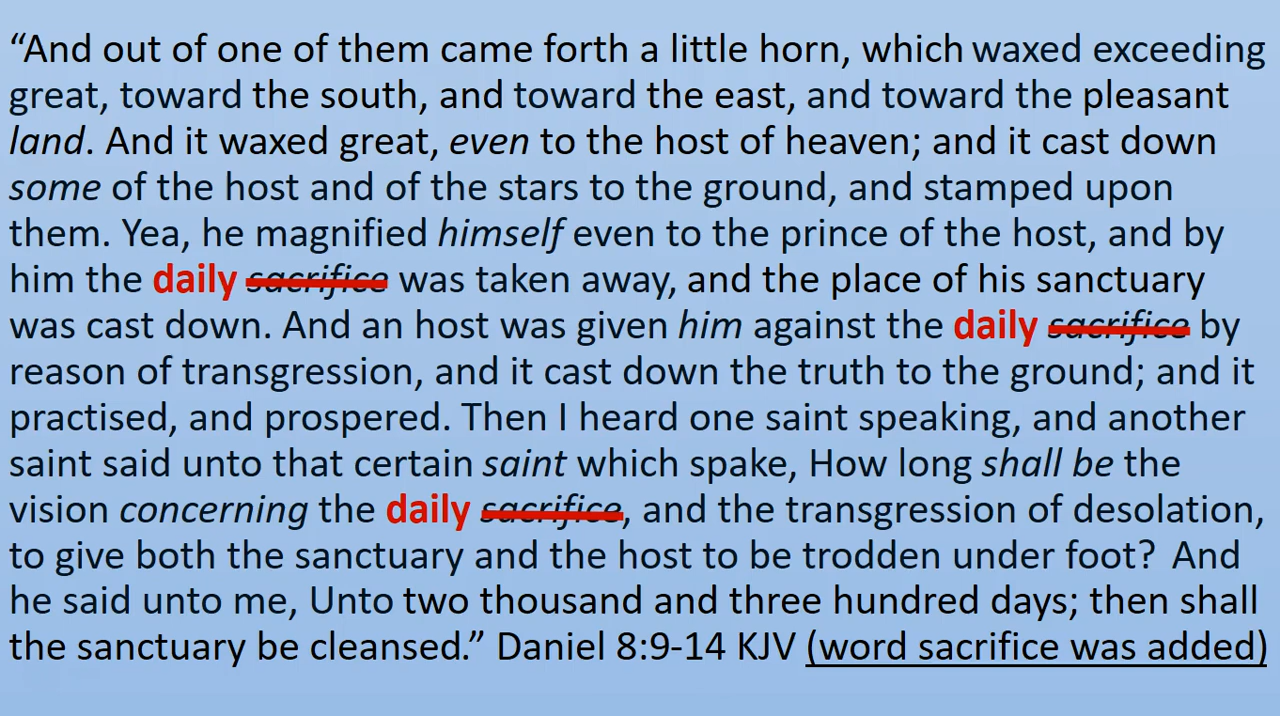 “And out of one of them came forth a little horn, which waxed exceeding
great, toward the south, and toward the east, and toward the pleasant
land. And it waxed great, even to the host of heaven; and it cast down
some of the host and of the stars to the ground, and stamped upon
them. Yea, he magnified himself even to the prince of the host, and by
him the daily sacrifice was taken away, and the place of his sanctuary
was cast down. And an host was given him against the daily sacrifice by
reason of transgression, and it cast down the truth to the ground; and it
practised, and prospered. Then I heard one saint speaking, and another
saint said unto that certain saint which spake, How long shall be the
vision concerning the daily sacrifice, and the transgression of desolation,
to give both the sanctuary and the host to be trodden under foot? And
he said unto me, Unto two thousand and three hundred days; then shall
the sanctuary be cleansed.” Daniel 8:9-14 KJV (word sacrifice was added)